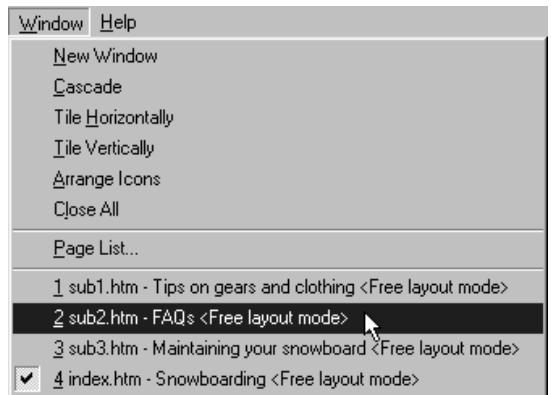 Window Help
New Window
Cascade
Tile Horizontally
Tile Vertically
Arrange Icons
Close All
Page List...
1 sub1.htm - Tips on gears and clothing <Free layout mode>
2 sub2.htm - FAQs <Free layout mode>
3 sub3.htm - Maintaining your snowboard <Free layout mode>
4 index.htm - Snowboarding <Free layout mode>